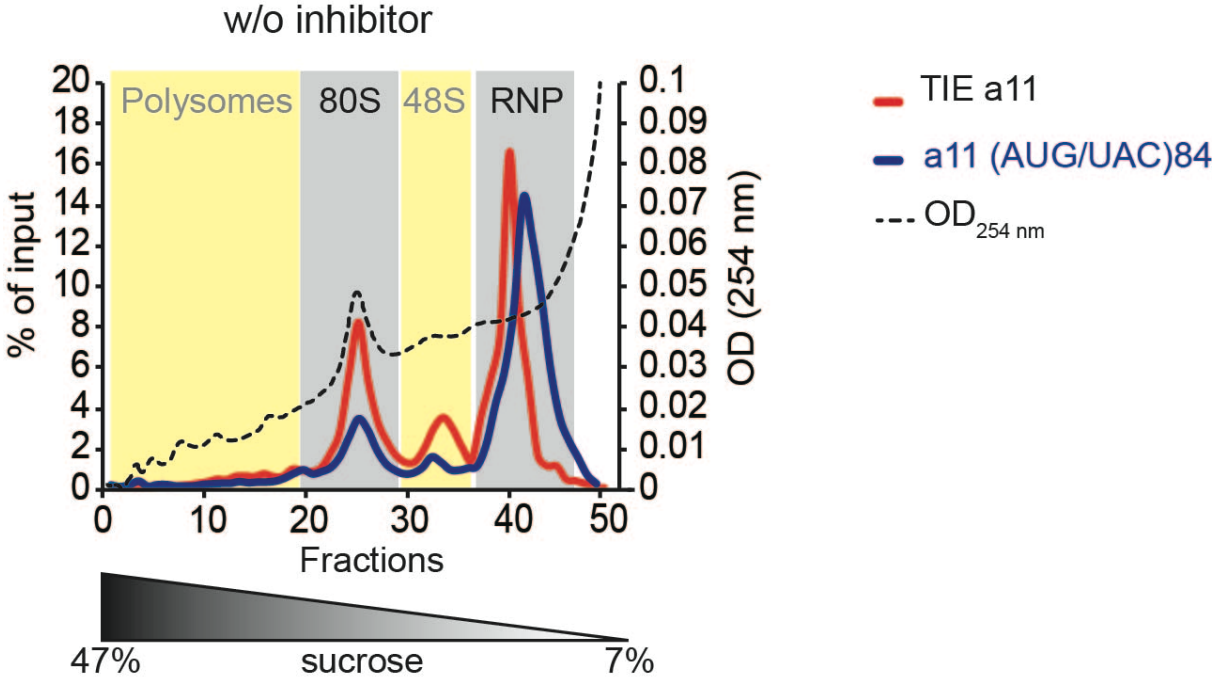 w/o inhibitor
Polysomes 80S 48S RNP
20
18
16
14
12
10
8
6
4
2
0
% of input
0.1
0.09
0.08
0.07
0.06
0.05
0.04
0.03
0.02
0.01
0
OD (254 nm)
0 10 20 30 40 50
Fractions
47% sucrose 7%
TIE a11
a11 (AUG/UAC)84
OD254 nm